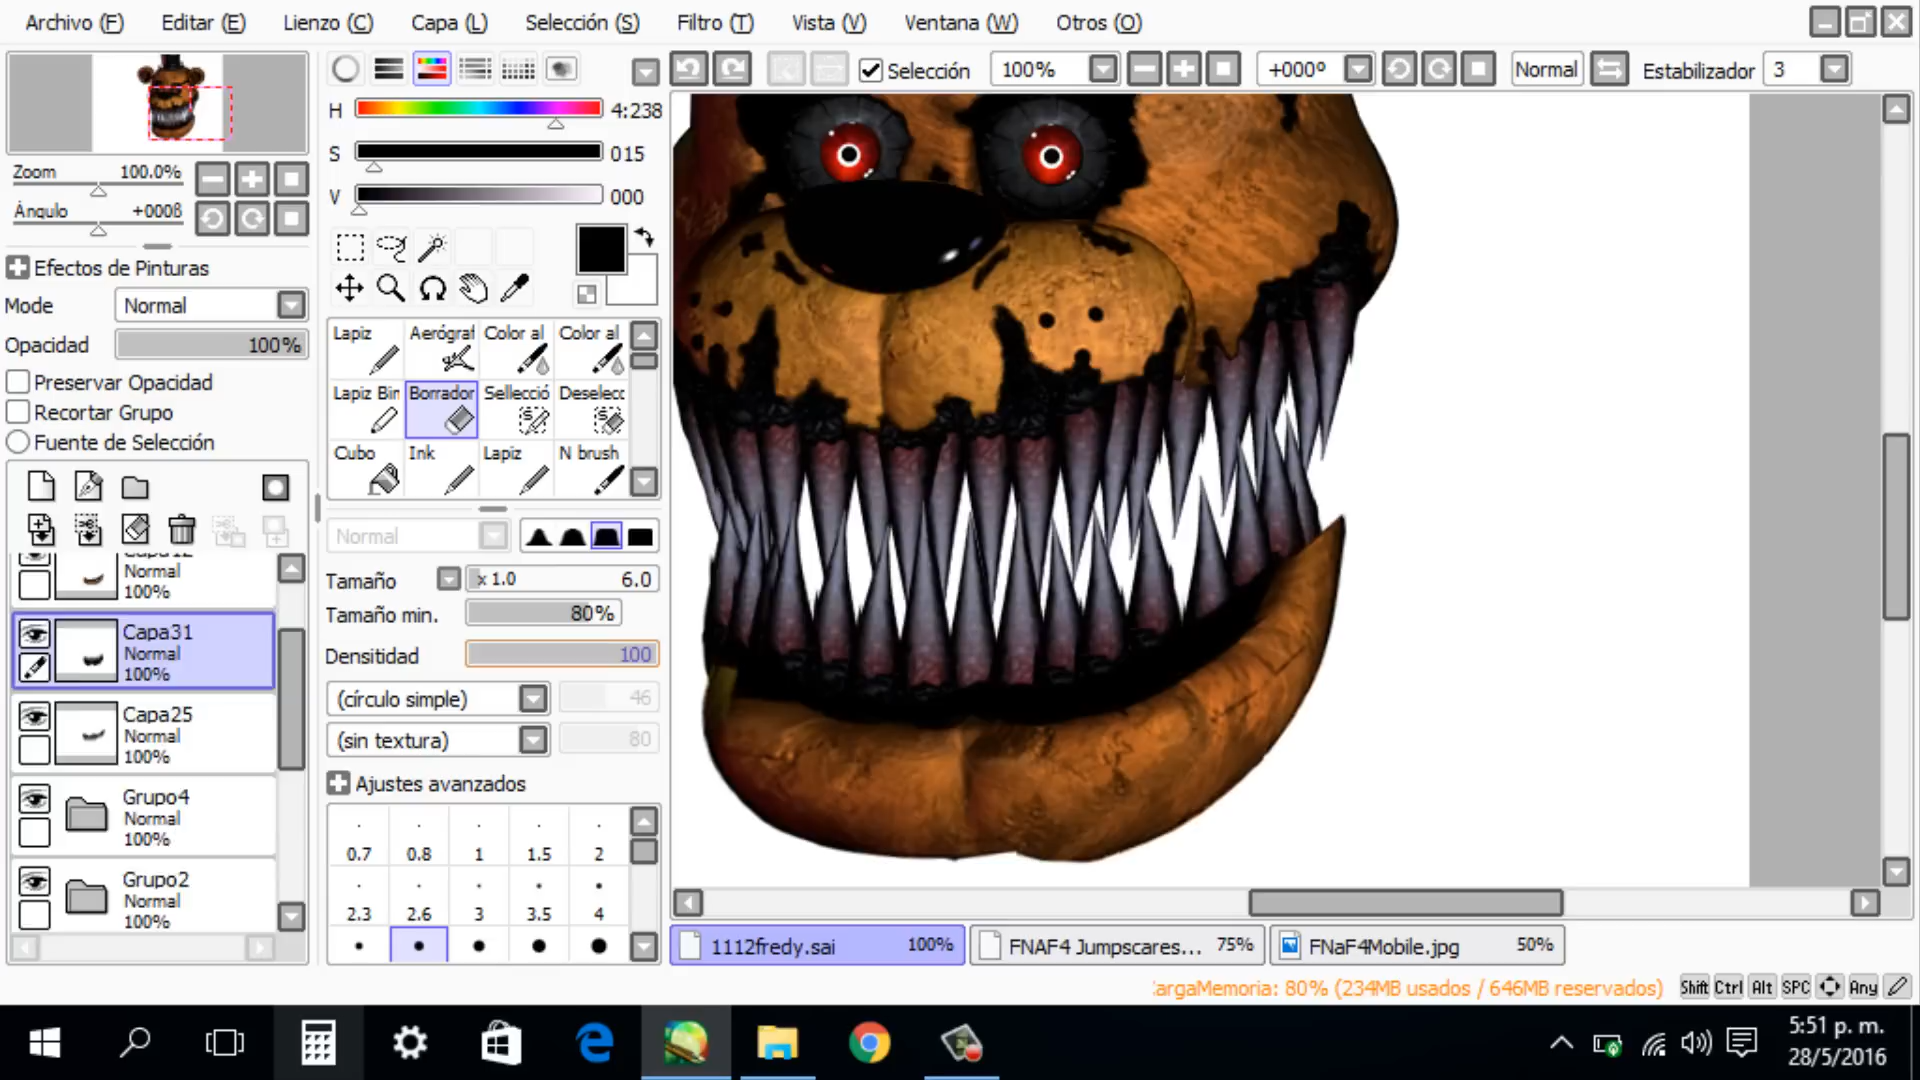 Archivo (F) Editar (E) Lienzo (C) Capa (L) Selección (S) Filtro (T) Vista (V) Ventana (W) Otros (O)
Selección 100% +000º Normal Estabilizador 3
H 4:238
S 015
V 000
Zoom 100.0%
Ángulo +000ß
Efectos de Pinturas
Mode Normal
Opacidad 100%
Preservar Opacidad
Recortar Grupo
Fuente de Selección
Normal
100%
Capa31
Normal
100%
Capa25
Normal
100%
Grupo4
Normal
100%
Grupo2
Normal
100%
Lapiz Aerógraf Color al Color al
Lapiz Bin Borrador Sellecció Deselecc
Cubo Ink Lapiz N brush
Normal
Tamaño x 1.0 6.0
Tamaño min. 80%
Densitidad 100
(círculo simple) 46
(sin textura) 80
Ajustes avanzados
0.7 0.8 1 1.5 2
2.3 2.6 3 3.5 4
1112fredy.sai 100% FNAF4 Jumpscares... 75% FNaF4Mobile.jpg 50%
argaMemoria: 80% (234MB usados / 646MB reservados) Shift Ctrl Alt SPC Any
5:51 p. m.
28/5/2016